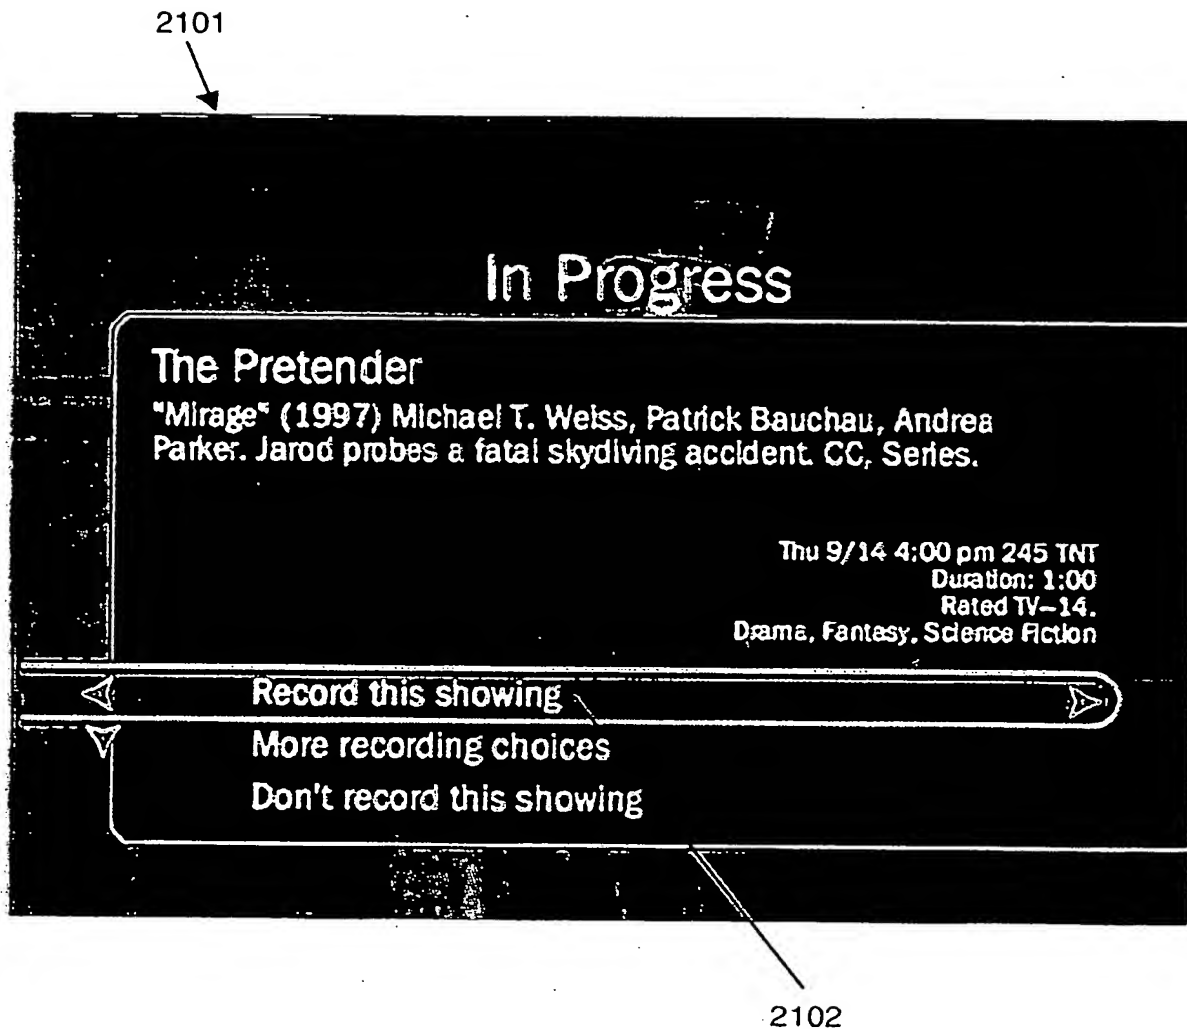 2101
In Progress
The Pretender
"Mirage" (1997) Michael T. Weiss, Patrick Bauchau, Andrea
Parker. Jarod probes a fatal skydiving accident. CC, Series.
Thu 9/14 4:00 pm 245 TNT
Duration: 1:00
Rated TV-14.
Drama, Fantasy, Science Fiction
Record this showing
More recording choices
Don't record this showing
2102